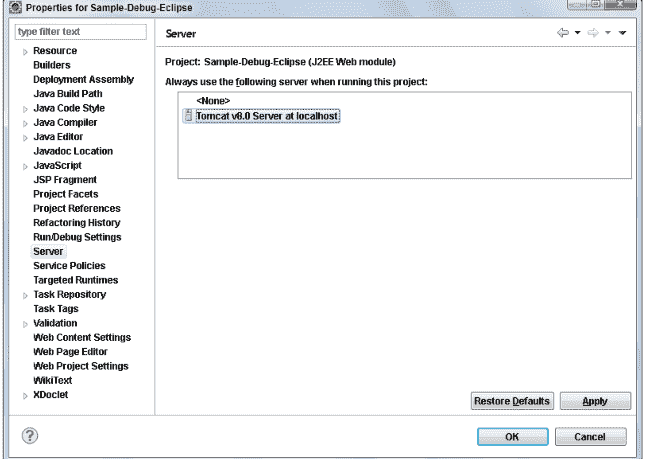 Properties for Sample-Debug-Eclipse
type filter text
Resource
Builders
Deployment Assembly
Java Build Path
Java Code Style
Java Compiler
Java Editor
Javadoc Location
JavaScript
JSP Fragment
Project Facets
Project References
Refactoring History
Run/Debug Settings
Server
Service Policies
Targeted Runtimes
Task Repository
Task Tags
Validation
Web Content Settings
Web Page Editor
Web Project Settings
WikiText
XDoclet
Server
Project: Sample-Debug-Eclipse (J2EE Web module)
Always use the following server when running this project:
<None>
Tomcat v8.0 Server at localhost
Restore Defaults
Apply
?
OK
Cancel